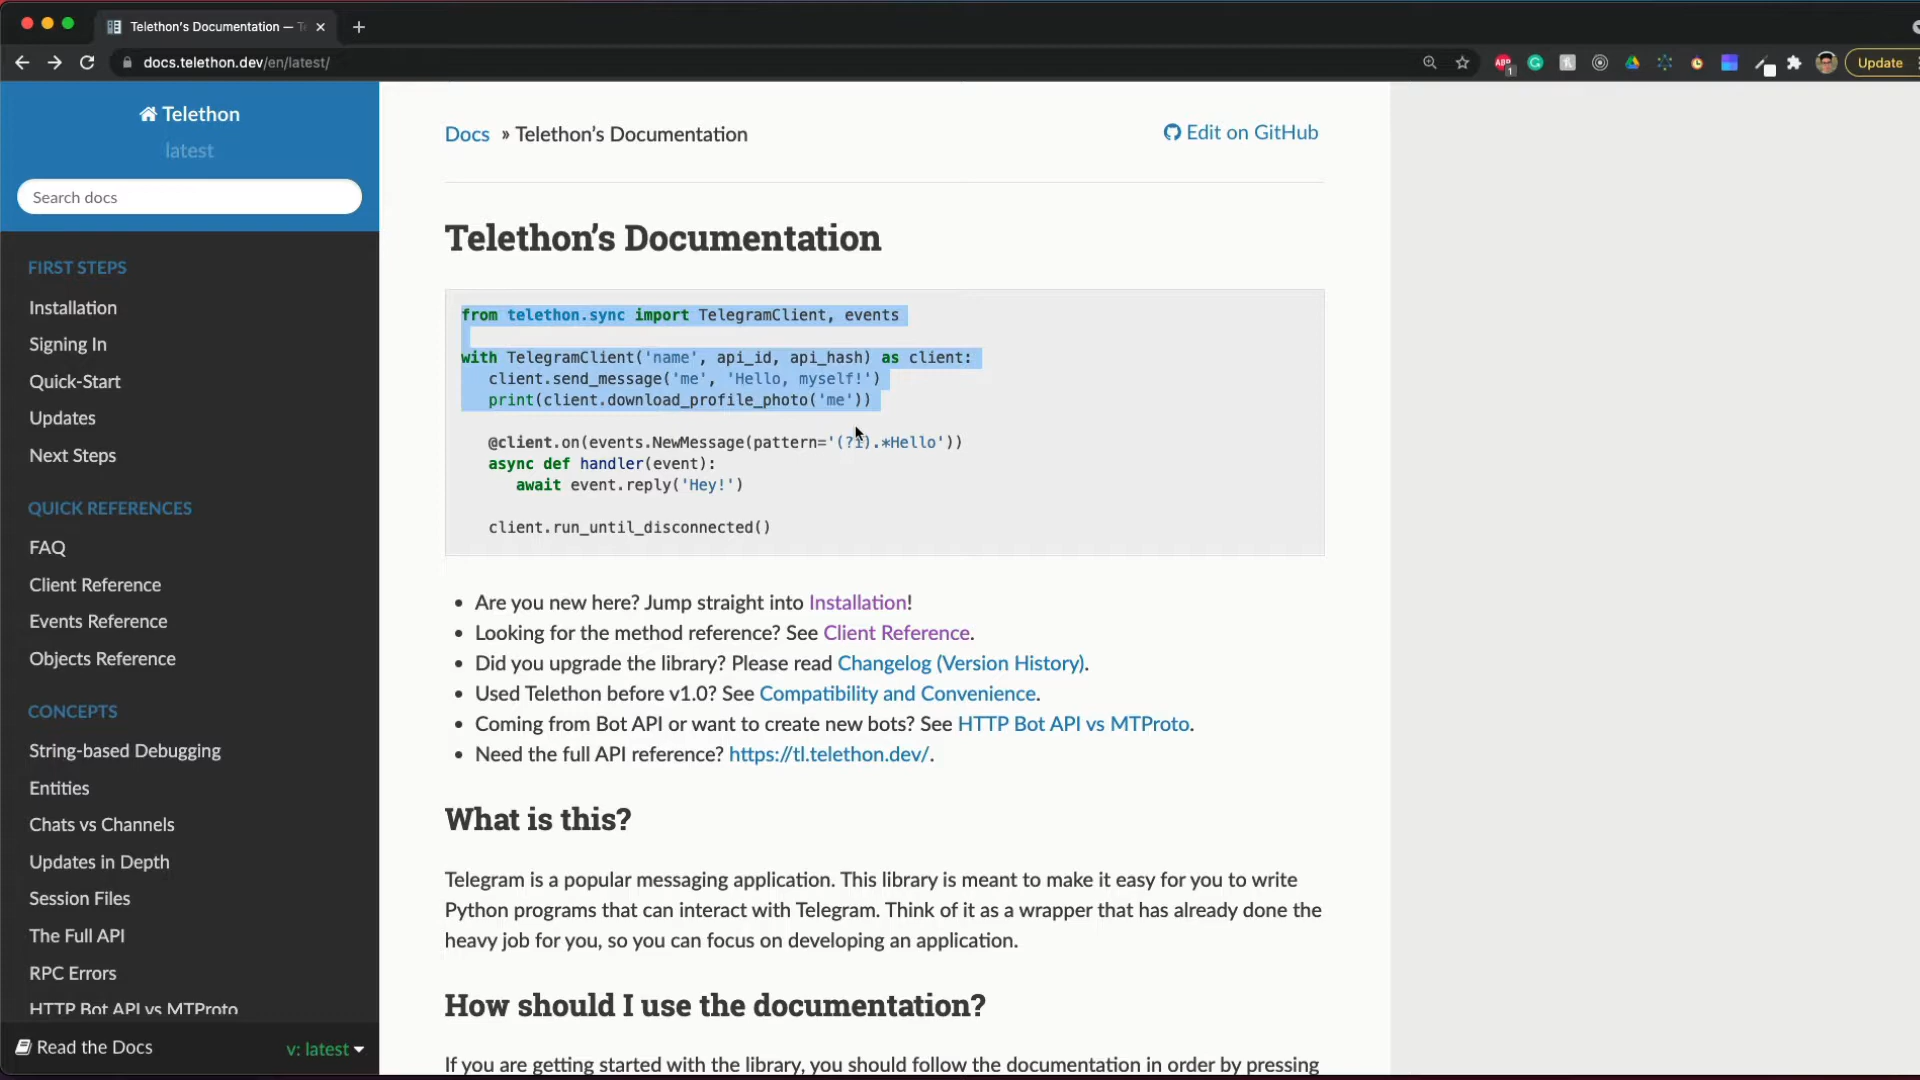 Telethon's Documentation — T
docs.telethon.dev/en/latest/
ABP
1
Update
Telethon
latest
Search docs
FIRST STEPS
Installation
Signing In
Quick-Start
Updates
Next Steps
QUICK REFERENCES
FAQ
Client Reference
Events Reference
Objects Reference
CONCEPTS
String-based Debugging
Entities
Chats vs Channels
Updates in Depth
Session Files
The Full API
RPC Errors
HTTP Bot API vs MTProto
Read the Docs
v: latest
Docs » Telethon's Documentation
Edit on GitHub
Telethon's Documentation
from telethon.sync import TelegramClient, events
with TelegramClient('name', api_id, api_hash) as client:
client.send_message('me', 'Hello, myself!')
print(client.download_profile_photo('me'))
@client.on(events.NewMessage(pattern='(?i).*Hello'))
async def handler(event):
await event.reply('Hey!')
client.run_until_disconnected()
• Are you new here? Jump straight into Installation!
• Looking for the method reference? See Client Reference.
• Did you upgrade the library? Please read Changelog (Version History).
• Used Telethon before v1.0? See Compatibility and Convenience.
• Coming from Bot API or want to create new bots? See HTTP Bot API vs MTProto.
• Need the full API reference? https://tl.telethon.dev/.
What is this?
Telegram is a popular messaging application. This library is meant to make it easy for you to write
Python programs that can interact with Telegram. Think of it as a wrapper that has already done the
heavy job for you, so you can focus on developing an application.
How should I use the documentation?
If you are getting started with the library, you should follow the documentation in order by pressing